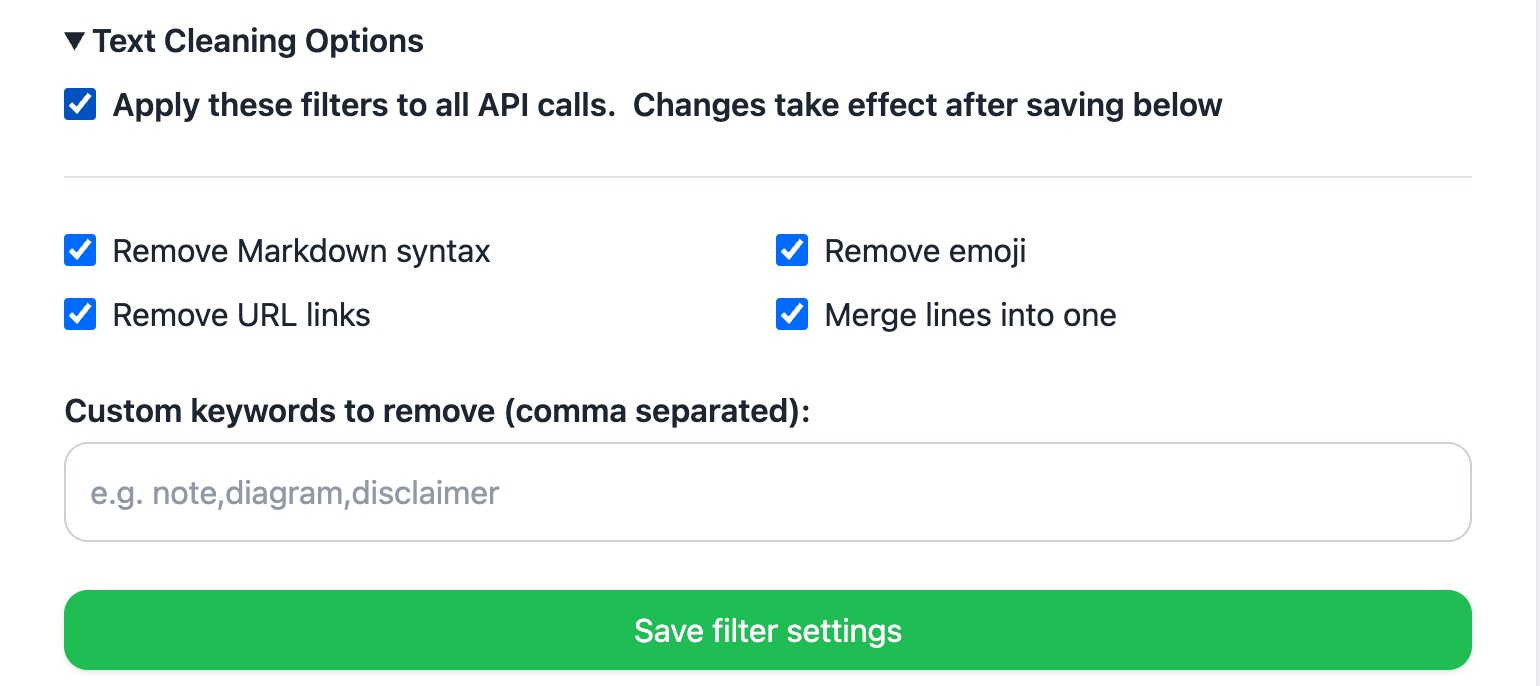 Text Cleaning Options
Apply these filters to all API calls.  Changes take effect after saving below
Remove Markdown syntax
Remove emoji
Remove URL links
Merge lines into one
Custom keywords to remove (comma separated):
e.g. note,diagram,disclaimer
Save filter settings